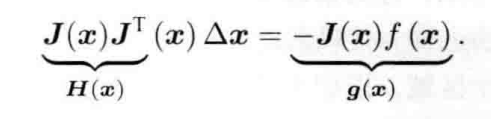 J(x)J^T(x) Δx = -J(x)f(x).
H(x) g(x)